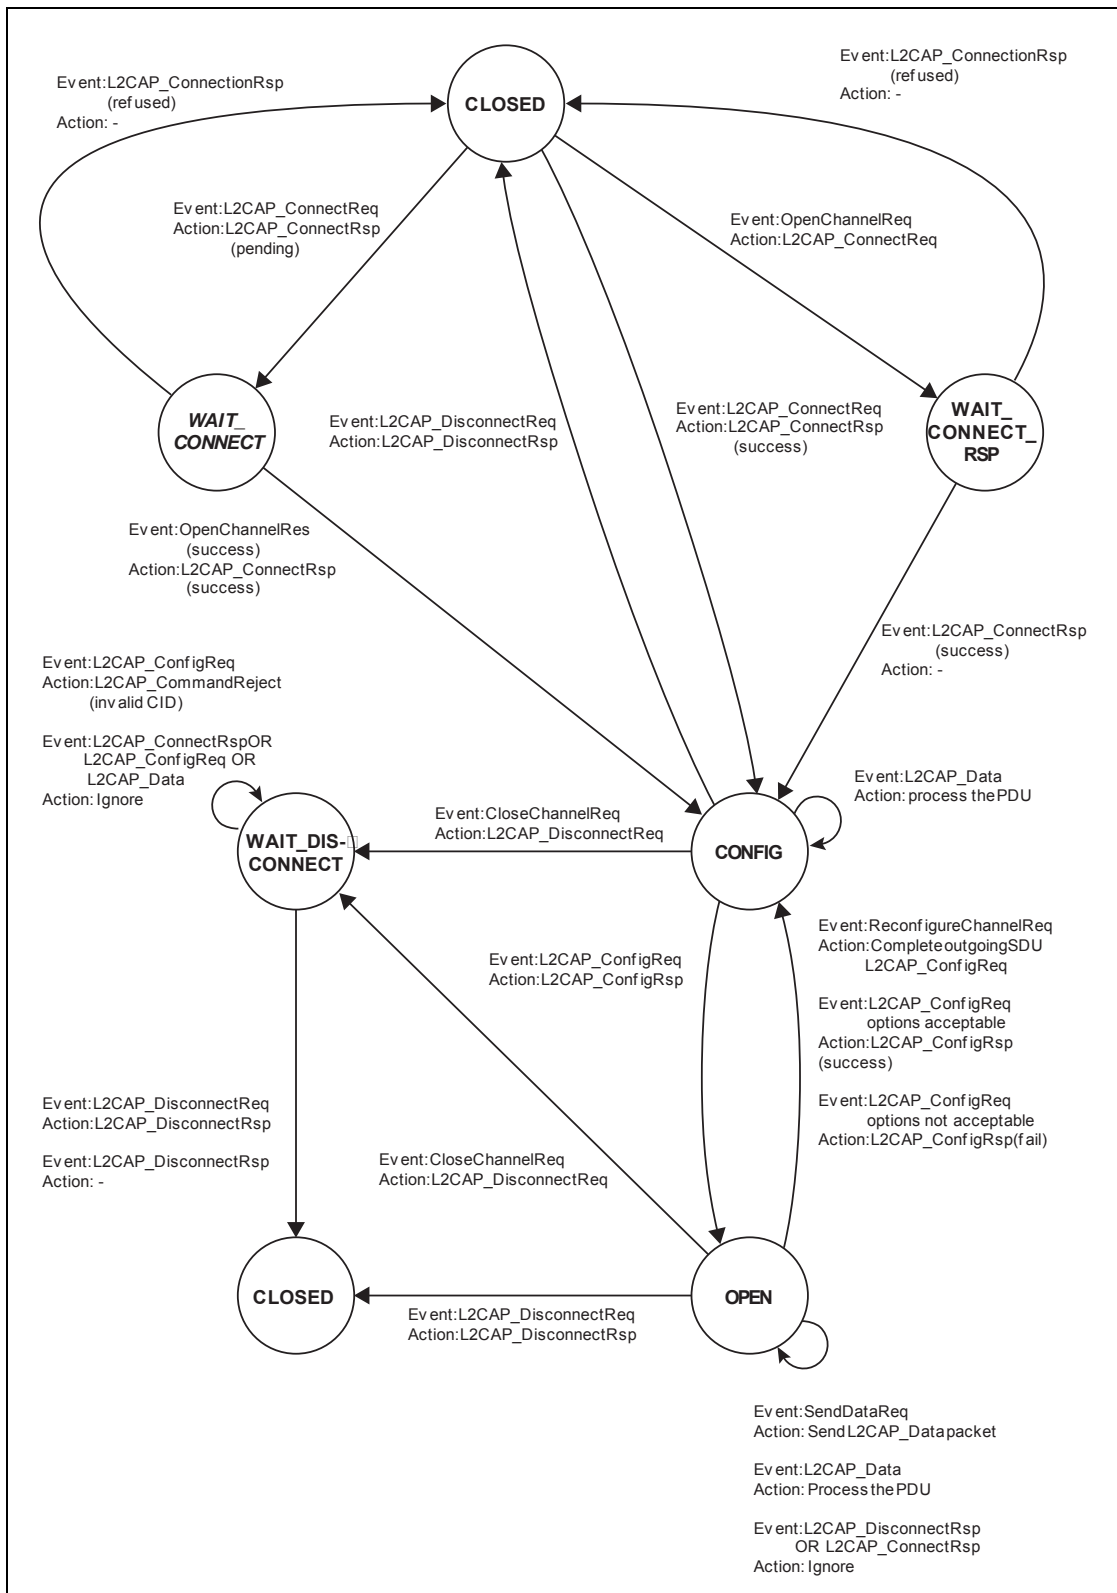 Event:L2CAP_ConnectionRsp
(refused)
Action: -
CLOSED
Event:L2CAP_ConnectionRsp
(refused)
Action: -
Event:L2CAP_ConnectReq
Action:L2CAP_ConnectRsp
(pending)
Event:OpenChannelReq
Action:L2CAP_ConnectReq
WAIT_
CONNECT
Event:L2CAP_DisconnectReq
Action:L2CAP_DisconnectRsp
Event:L2CAP_ConnectReq
Action:L2CAP_ConnectRsp
(success)
WAIT_
CONNECT_
RSP
Event:OpenChannelRes
(success)
Action:L2CAP_ConnectRsp
(success)
Event:L2CAP_ConnectRsp
(success)
Action: -
Event:L2CAP_ConfigReq
Action:L2CAP_CommandReject
(invalid CID)
Event:L2CAP_ConnectRspOR
L2CAP_ConfigReq OR
L2CAP_Data
Action: Ignore
Event:L2CAP_Data
Action: process the PDU
Event:CloseChannelReq
Action:L2CAP_DisconnectReq
WAIT_DIS-
CONNECT
CONFIG
Event:L2CAP_ConfigReq
Action:L2CAP_ConfigRsp
Event:ReconfigureChannelReq
Action:Complete outgoing SDU
L2CAP_ConfigReq
Event:L2CAP_ConfigReq
options acceptable
Action:L2CAP_ConfigRsp
(success)
Event:L2CAP_ConfigReq
options not acceptable
Action:L2CAP_ConfigRsp(fail)
Event:L2CAP_DisconnectReq
Action:L2CAP_DisconnectRsp
Event:L2CAP_DisconnectRsp
Action: -
Event:CloseChannelReq
Action:L2CAP_DisconnectReq
CLOSED
OPEN
Event:L2CAP_DisconnectReq
Action:L2CAP_DisconnectRsp
Event:SendDataReq
Action: Send L2CAP_Data packet
Event:L2CAP_Data
Action: Process the PDU
Event:L2CAP_DisconnectRsp
OR L2CAP_ConnectRsp
Action: Ignore